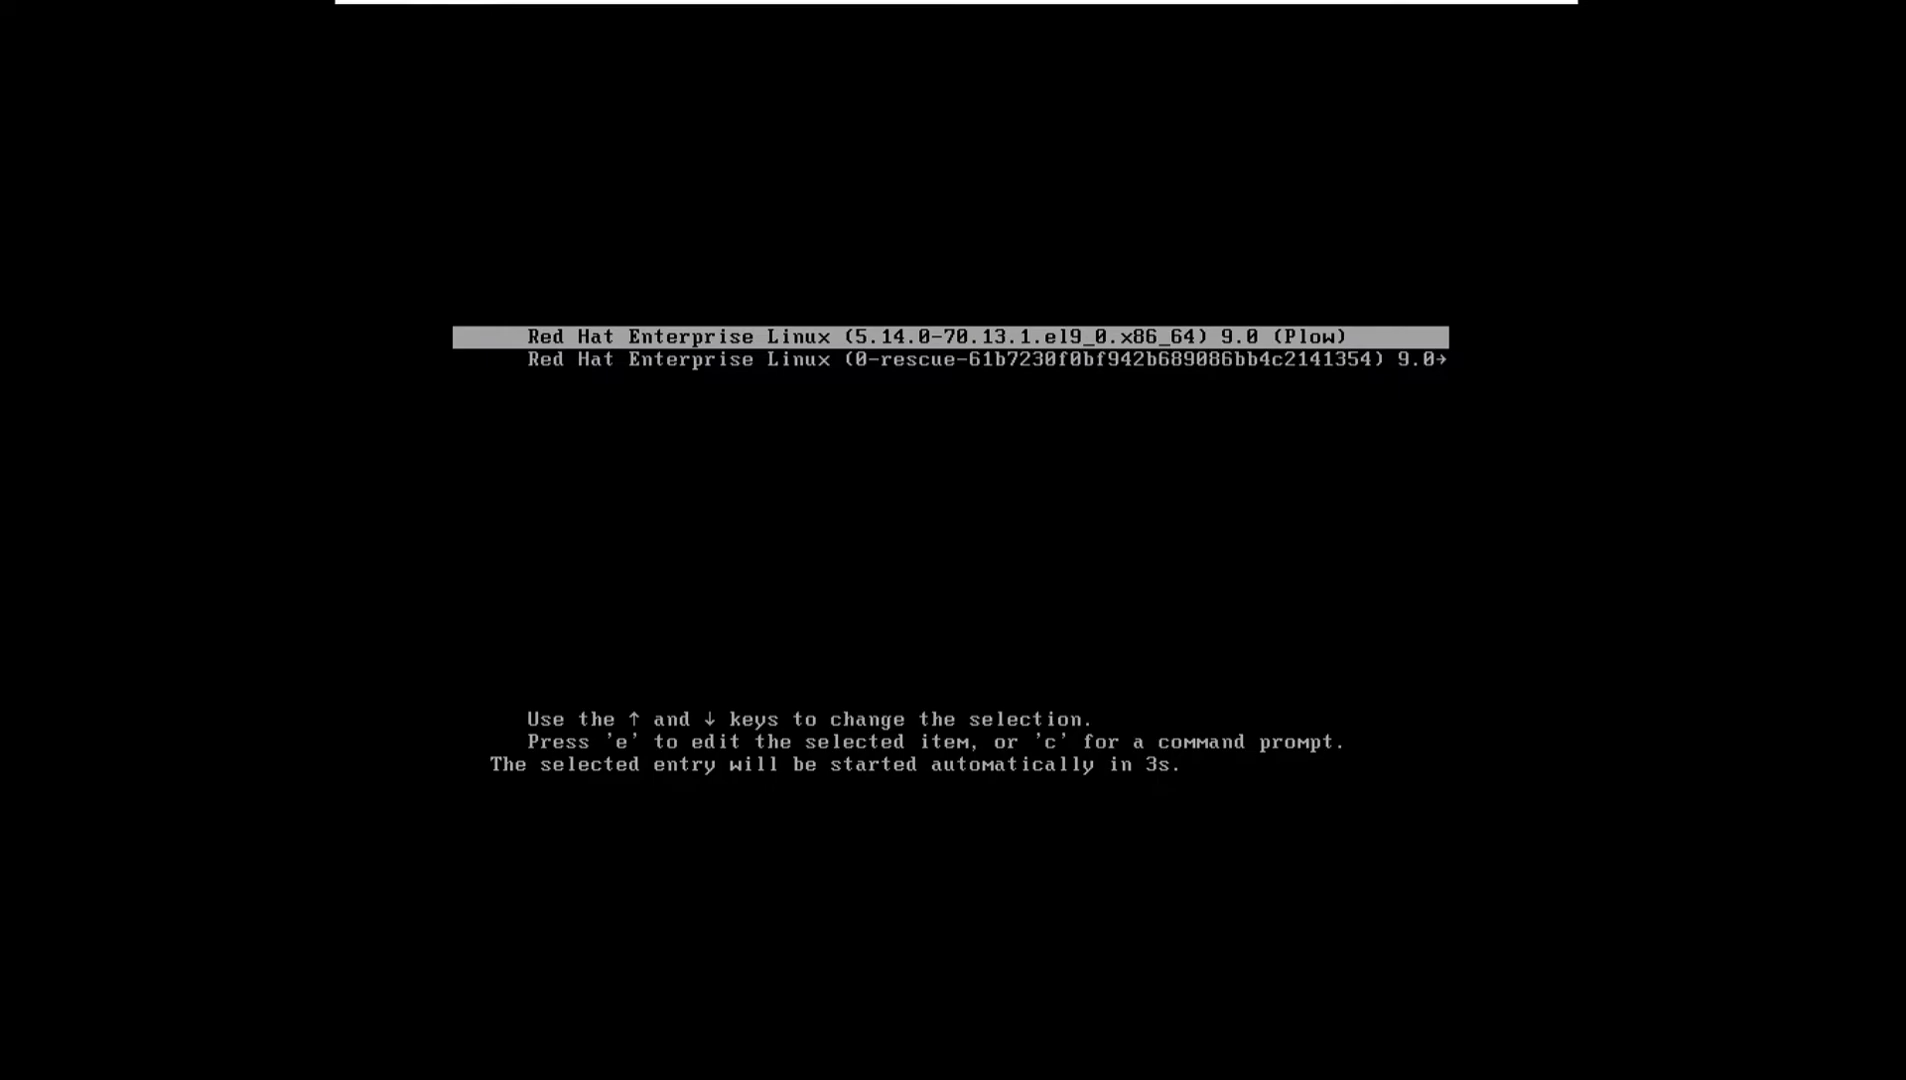 Red Hat Enterprise Linux (5.14.0-70.13.1.el9_0.x86_64) 9.0 (Plow)
Red Hat Enterprise Linux (0-rescue-61b7230f0bf942b689086bb4c2141354) 9.0→
Use the ↑ and ↓ keys to change the selection.
Press 'e' to edit the selected item, or 'c' for a command prompt.
The selected entry will be started automatically in 3s.